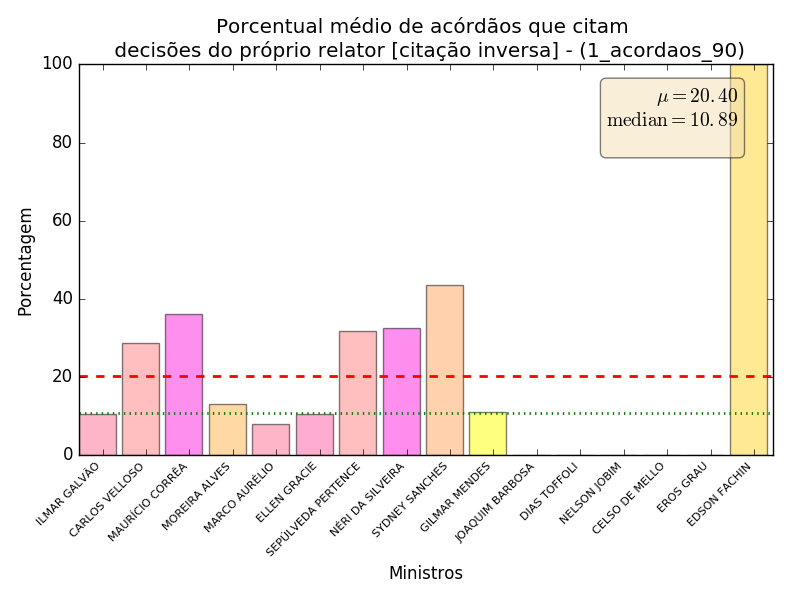 Porcentual médio de acórdãos que citam
decisões do próprio relator [citação inversa] - (1_acordaos_90)
μ = 20.40
median = 10.89
Porcentagem
100
80
60
40
20
0
ILMAR GALVÃO
CARLOS VELLOSO
MAURÍCIO CORRÊA
MOREIRA ALVES
MARCO AURÉLIO
ELLEN GRACIE
SEPÚLVEDA PERTENCE
NÉRI DA SILVEIRA
SYDNEY SANCHES
GILMAR MENDES
JOAQUIM BARBOSA
DIAS TOFFOLI
NELSON JOBIM
CELSO DE MELLO
EROS GRAU
EDSON FACHIN
Ministros